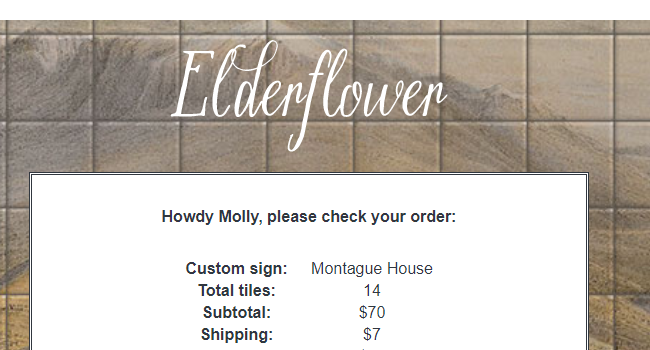 Elderflower
Howdy Molly, please check your order:
Custom sign: Montague House
Total tiles: 14
Subtotal: $70
Shipping: $7